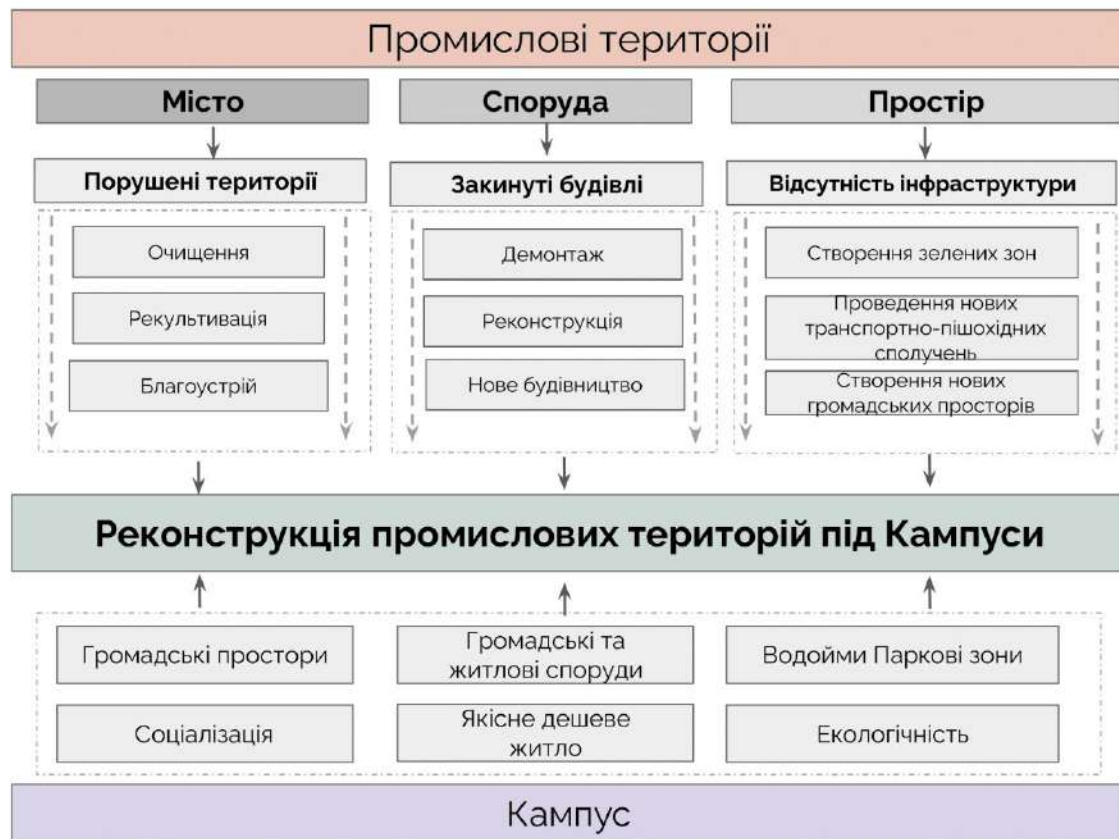 Промислові території
Місто
Споруда
Простір
Порушені території
Закинуті будівлі
Відсутність інфраструктури
Очищення
Рекультивація
Благоустрій
Демонтаж
Реконструкція
Нове будівництво
Створення зелених зон
Проведення нових
транспортно-пішохідних
сполучень
Створення нових
громадських просторів
Реконструкція промислових територій під Кампуси
Громадські простори
Громадські та
житлові споруди
Водойми Паркові зони
Соціалізація
Якісне дешеве
житло
Екологічність
Кампус